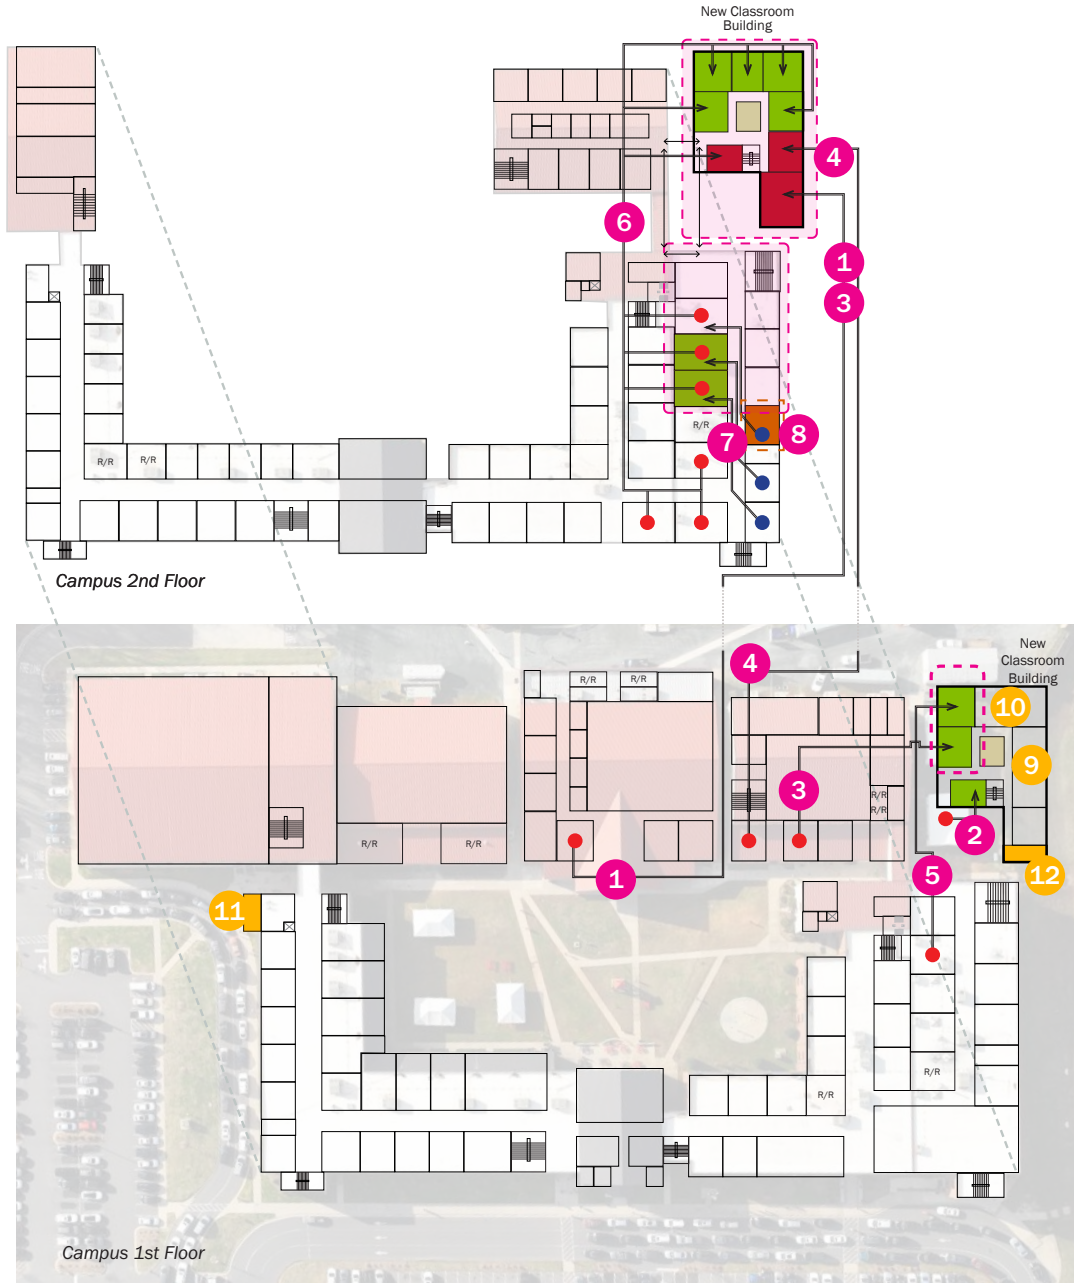 New Classroom
Building
4
6
1
3
R/R
7
8
R/R
R/R
Campus 2nd Floor
New
Classroom
Building
4
R/R
R/R
10
9
3
R/R
R/R
2
R/R
R/R
1
5
12
11
R/R
R/R
Campus 1st Floor